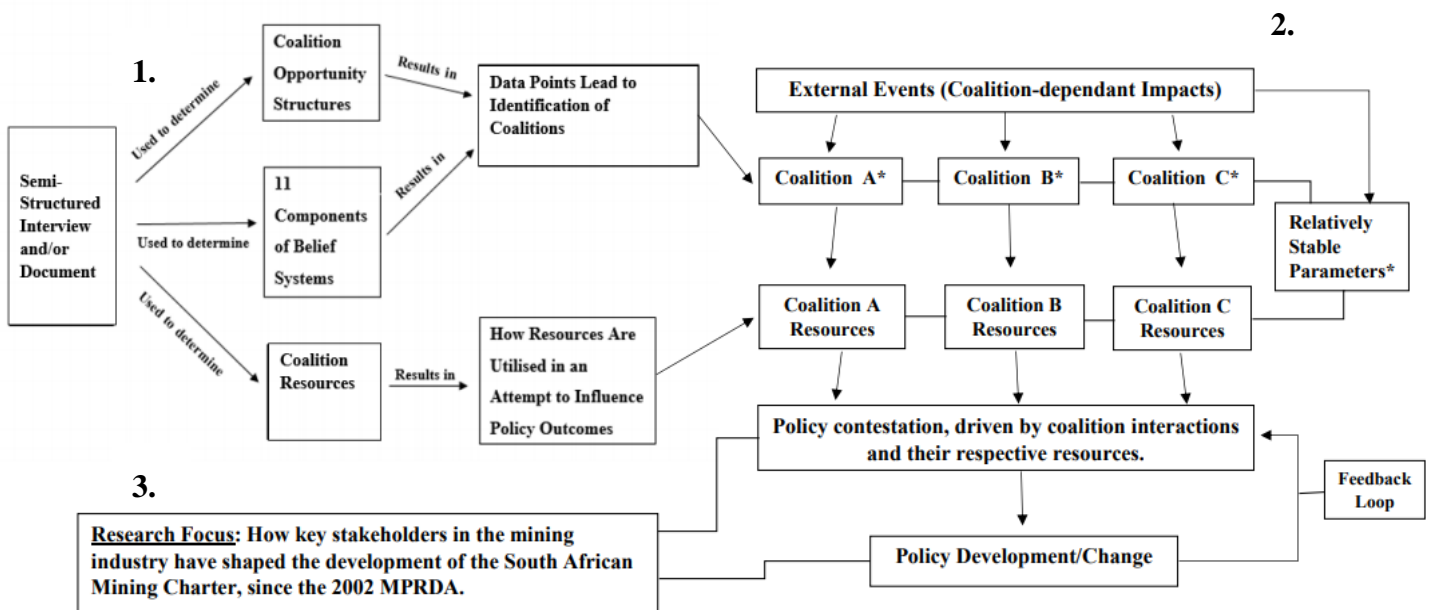 1.
Semi-
Structured
Interview
and/or
Document
Used to determine
Used to determine
Used to determine
Coalition
Opportunity
Structures
11
Components
of Belief
Systems
Coalition
Resources
Results in
Results in
Results in
Data Points Lead to
Identification of
Coalitions
How Resources Are
Utilised in an
Attempt to Influence
Policy Outcomes
2.
External Events (Coalition-dependant Impacts)
Coalition A*
Coalition B*
Coalition C*
Relatively
Stable
Parameters*
Coalition A
Resources
Coalition B
Resources
Coalition C
Resources
Policy contestation, driven by coalition interactions
and their respective resources.
Feedback
Loop
Policy Development/Change
3.
Research Focus: How key stakeholders in the mining
industry have shaped the development of the South African
Mining Charter, since the 2002 MPRDA.